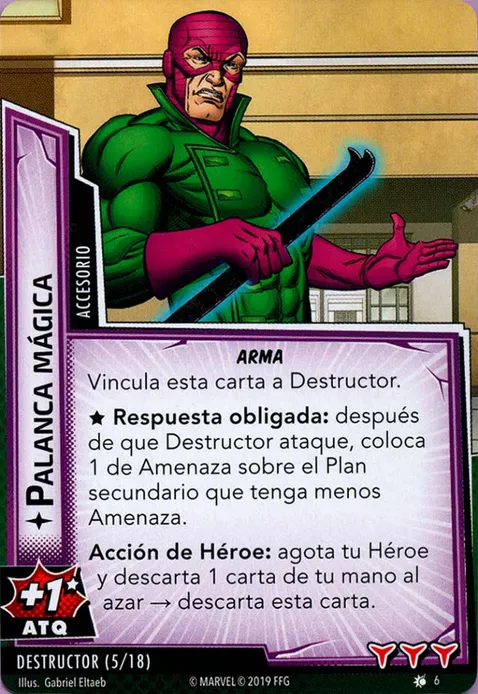 ACCESORIO
PALANCA MÁGICA
ARMA
Vincula esta carta a Destructor.
★ Respuesta obligada: después
de que Destructor ataque, coloca
1 de Amenaza sobre el Plan
secundario que tenga menos
Amenaza.
Acción de Héroe: agota tu Héroe
y descarta 1 carta de tu mano al
azar → descarta esta carta.
+1★
ATQ
DESTRUCTOR (5/18)
Illus. Gabriel Eltaeb © MARVEL © 2019 FFG 6